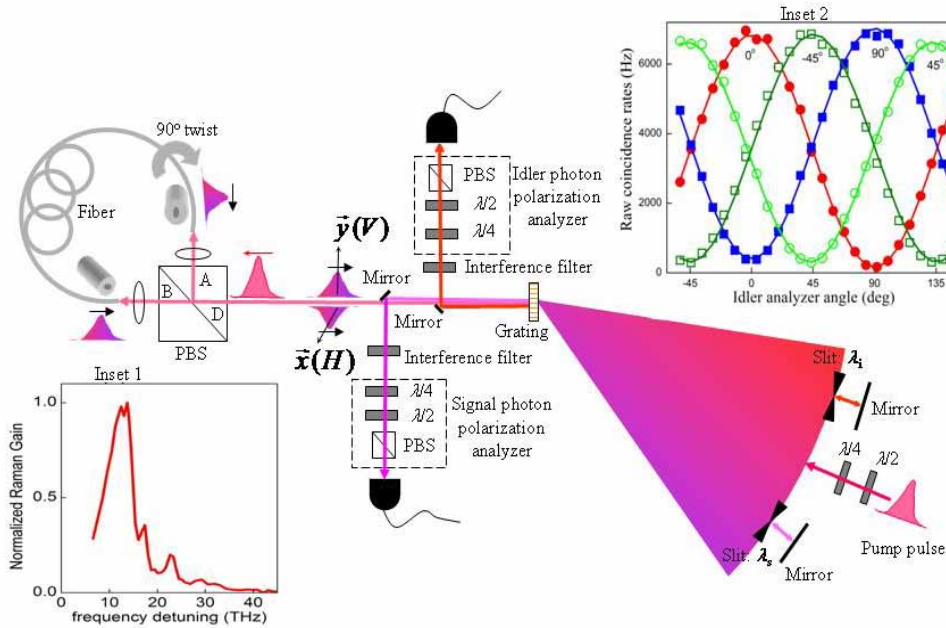 Inset 2
Raw coincidence rates (Hz)
6000
4000
2000
0
0°
-45°
90°
45°
-45
0
45
90
135
Idler analyzer angle (deg)
90° twist
Fiber
A
B
D
PBS
y(V)
x(H)
PBS
λ/2
λ/4
Idler photon
polarization
analyzer
Interference filter
Mirror
Mirror
Grating
Interference filter
λ/4
λ/2
PBS
Signal photon
polarization
analyzer
Slit: λi
Mirror
λ/4
λ/2
Pump pulse
Slit: λs
Mirror
Inset 1
Normalized Raman Gain
1.0
0.5
0.0
0
10
20
30
40
frequency detuning (THz)